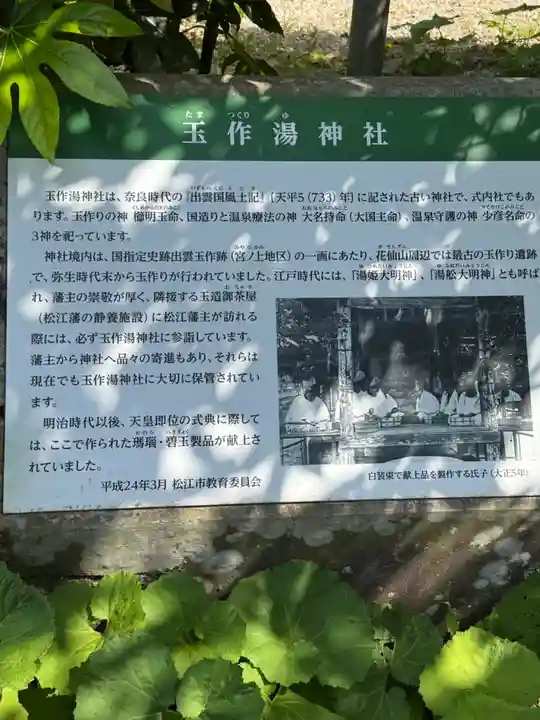 玉作湯神社
玉作湯神社は、奈良時代の『出雲国風土記』［天平5(733)年］に記された古い神社で、式内社でもあ
ります。玉作りの神 櫛明玉命、国造りと温泉療法の神 大名持命(大国主命)、温泉守護の神 少彦名命の
3神を祀っています。
神社境内は、国指定史跡出雲玉作跡(宮ノ上地区)の一画にあたり、花仙山周辺では最古の玉作り遺跡
で、弥生時代末から玉作りが行われていました。江戸時代には、「湯姫大明神」、「湯舩大明神」とも呼ば
れ、藩主の崇敬が厚く、隣接する玉造御茶屋
(松江藩の静養施設)に松江藩主が訪れる
際には、必ず玉作湯神社に参詣しています。
藩主から神社へ品々の寄進もあり、それらは
現在でも玉作湯神社に大切に保管されてい
ます。
明治時代以後、天皇即位の式典に際して
は、ここで作られた瑪瑙・碧玉製品が献上さ
れていました。
平成24年3月 松江市教育委員会
白装束で献上品を製作する氏子(大正5年)